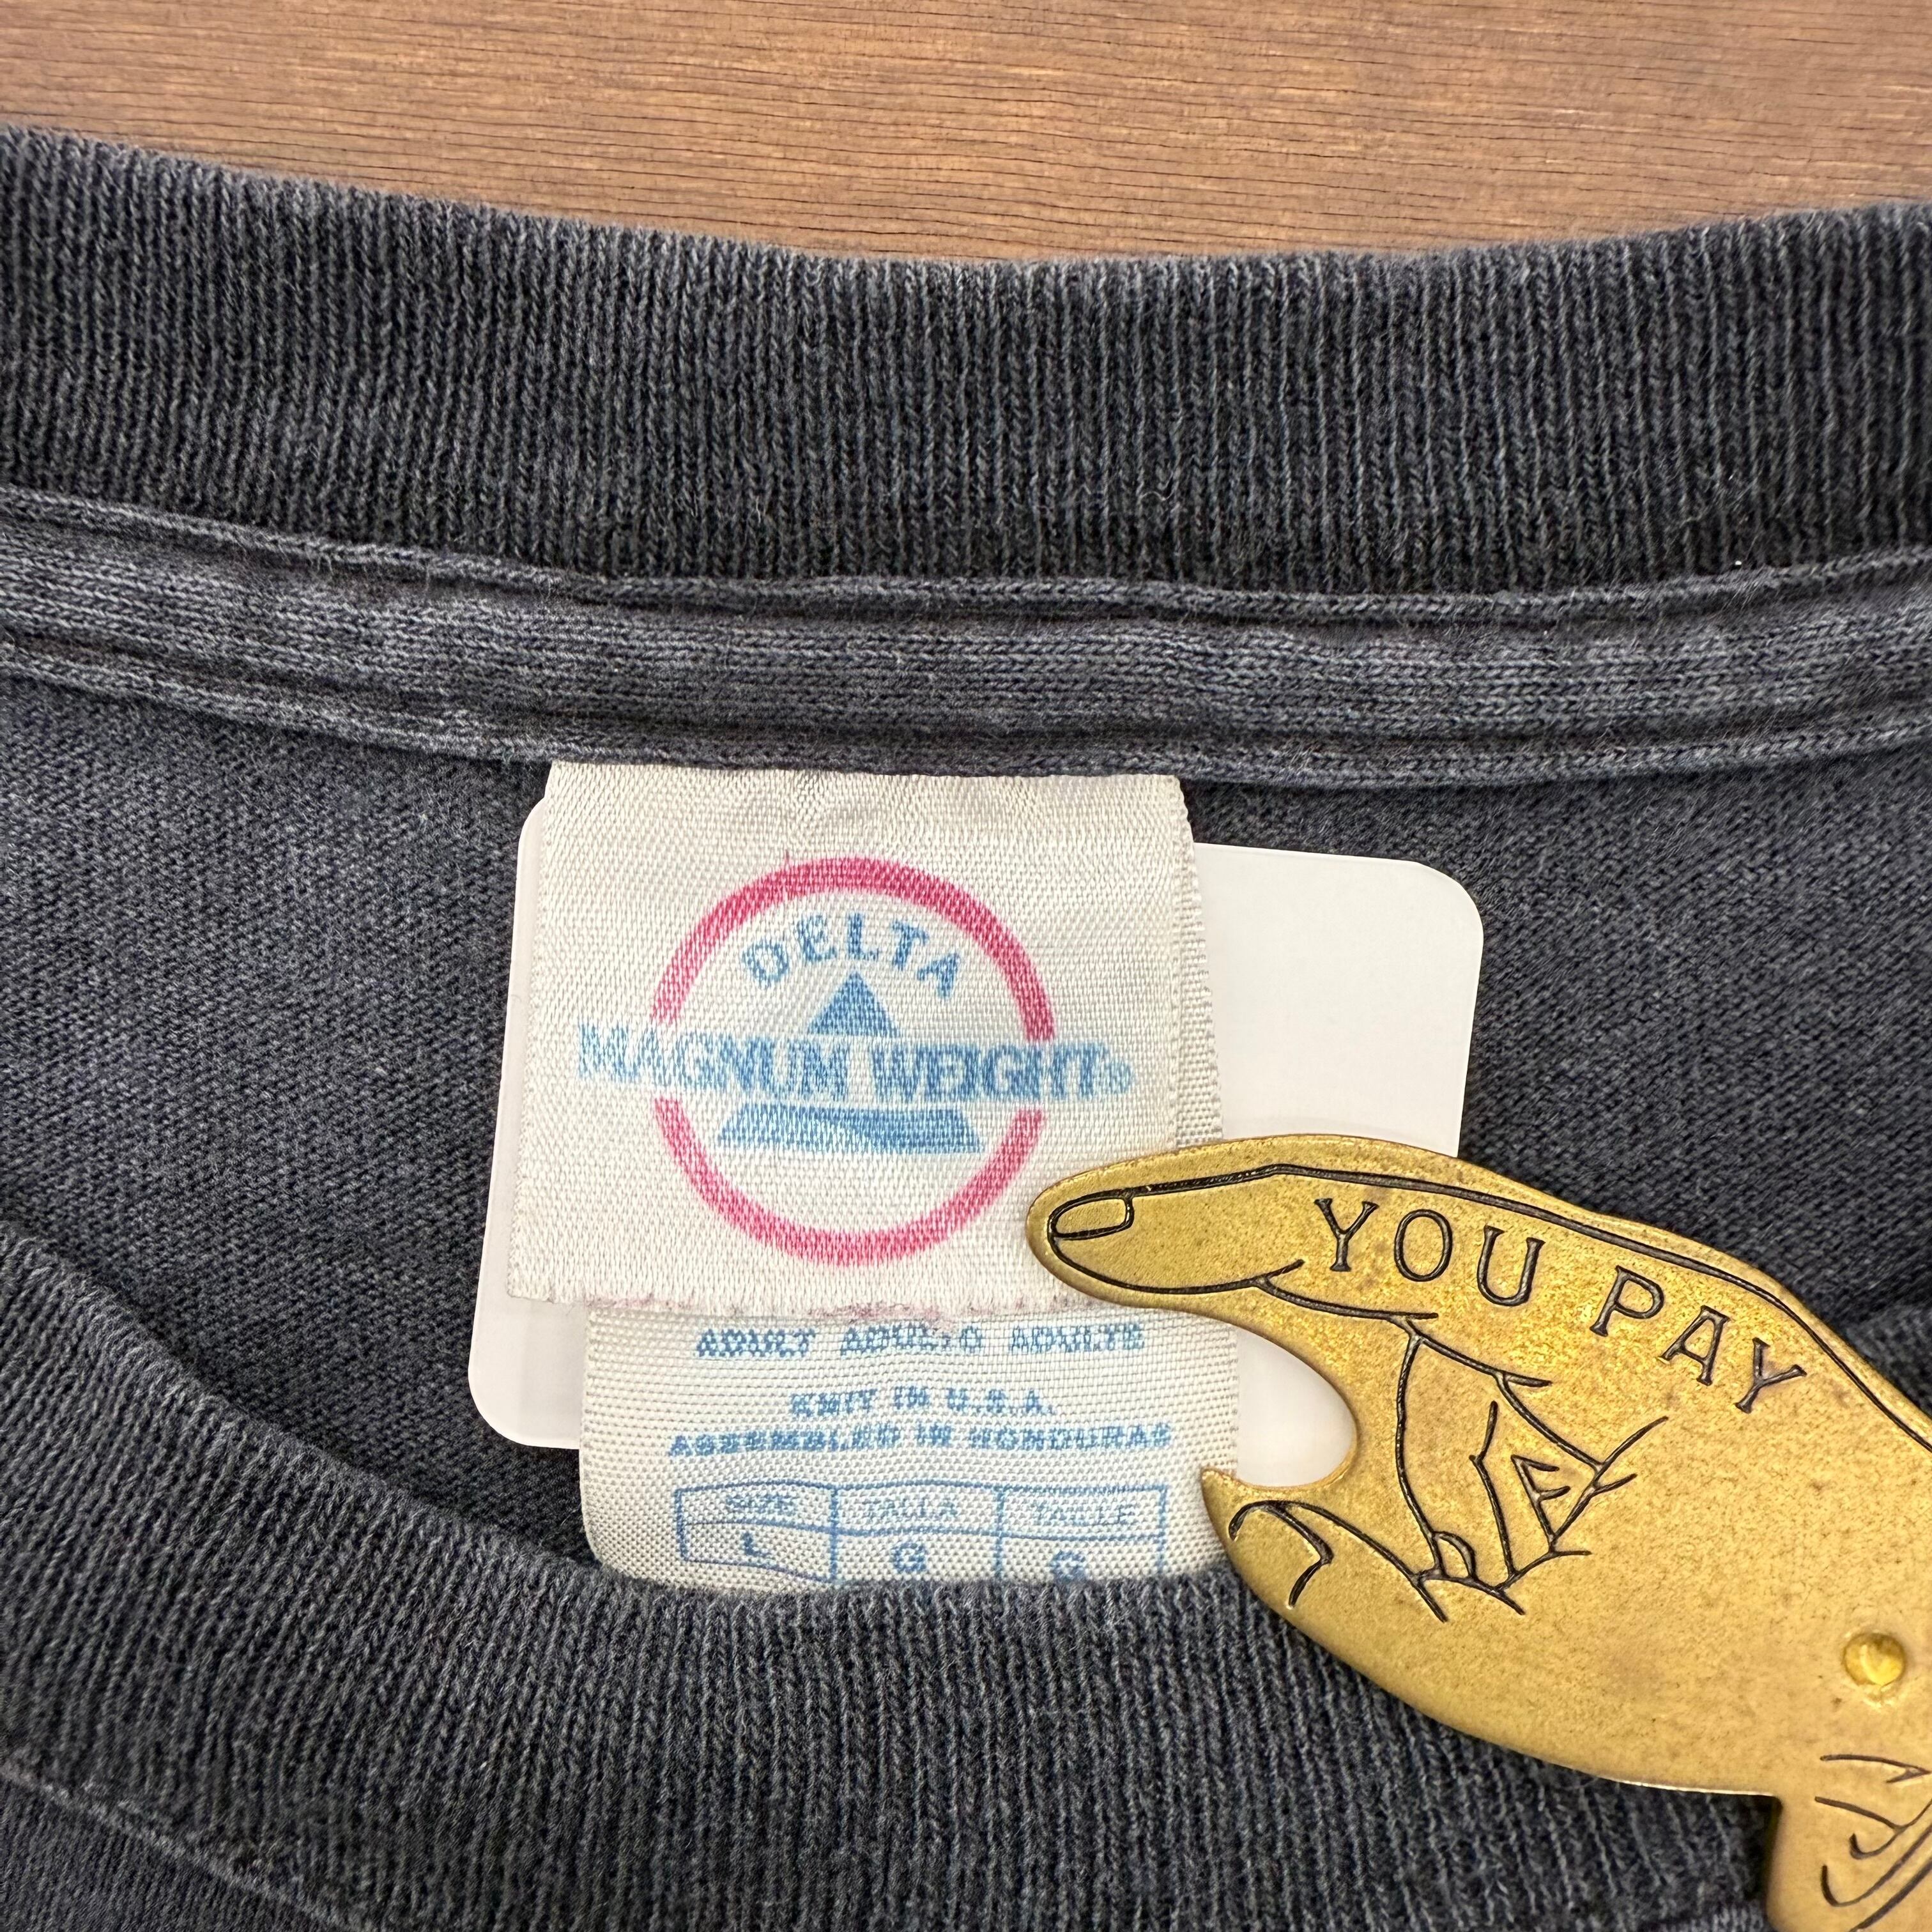 DELTA
MAGNUM WEIGHT®
YOU PAY
ADULT ADULTO ADULTE
KNIT IN U.S.A.
ASSEMBLED IN HONDURAS
SIZE TALLA TAILLE
L G G